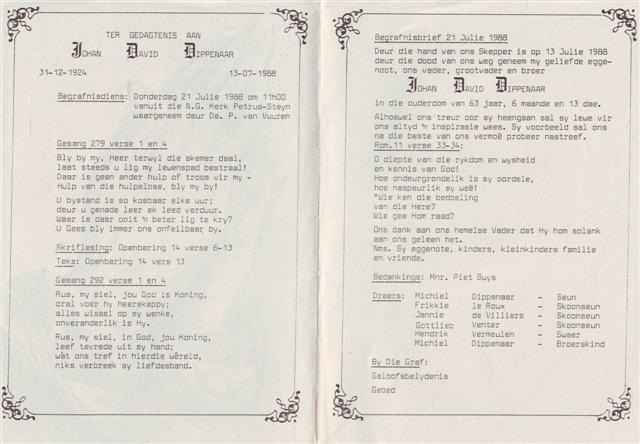 TER GEDAGTENIS AAN
JOHAN DAVID DIPPENAAR
31-12-1924 13-07-1988
Begrafnisdiens: Donderdag 21 Julie 1988 om 11H00
vanuit die N.G. Kerk Petrus-Steyn
waargeneem deur Ds. P. van Vuuren
Gesang 279 verse 1 en 4
Bly by my, Heer terwyl die skemer daal,
laat steeds U lig my lewenspad bestraal!
Daar is geen ander hulp of troos vir my -
Hulp van die hulpelose, bly my by!
U bystand is so kosbaar elke uur;
deur u genade leer ek leed verduur.
Waar is daar ooit 'n beter lig te kry?
U Gees bly immer ons onfeilbaar by.
Skriflesing: Openbaring 14 verse 6-13
Teks: Openbaring 14 vers 13
Gesang 292 verse 1 en 4
Rus, my siel, jou God is Koning,
oral voer hy heerskappy;
alles wissel op sy wenke,
onveranderlik is Hy.
Rus, my siel, in God, jou Koning,
leef tevrede uit sy hand;
wát ons tref in hierdie wêreld,
niks verbreek sy liefdesband.
Begrafnisbrief 21 Julie 1988
Deur die hand van ons Skepper is op 13 Julie 1988
deur die dood van ons weg geneem my geliefde egge-
noot, ons vader, grootvader en broer
JOHAN DAVID DIPPENAAR
in die ouderdom van 63 jaar, 6 maande en 13 dae.
Alhoewel ons treur oor sy heengaan sal sy lewe vir
ons altyd 'n inspirasie wees. Sy voorbeeld sal ons
na die beste van ons vermoë probeer nastreef.
Rom.11 verse 33-34:
O diepte van die rykdom en wysheid
en kennis van God!
Hoe ondeurgrondelik is sy oordele,
hoe naspeurlik sy weë!
"Wie ken die bedoeling
van die Here?
Wie gee Hom raad?
Ons dank aan ons hemelse Vader dat Hy hom solank
aan ons geleen het.
Nms. Sy eggenote, kinders, kleinkinders familie
en vriende.
Bedankings: Mnr. Piet Buys
Draers: Michiel Dippenaar - Seun
Frikkie le Roux - Skoonseun
Jannie de Villiers - Skoonseun
Gottlieb Venter - Skoonseun
Hendrik Vermeulen - Swaer
Michiel Dippenaar - Broerskind
By Die Graf:
Geloofsbelydenis
Gebed